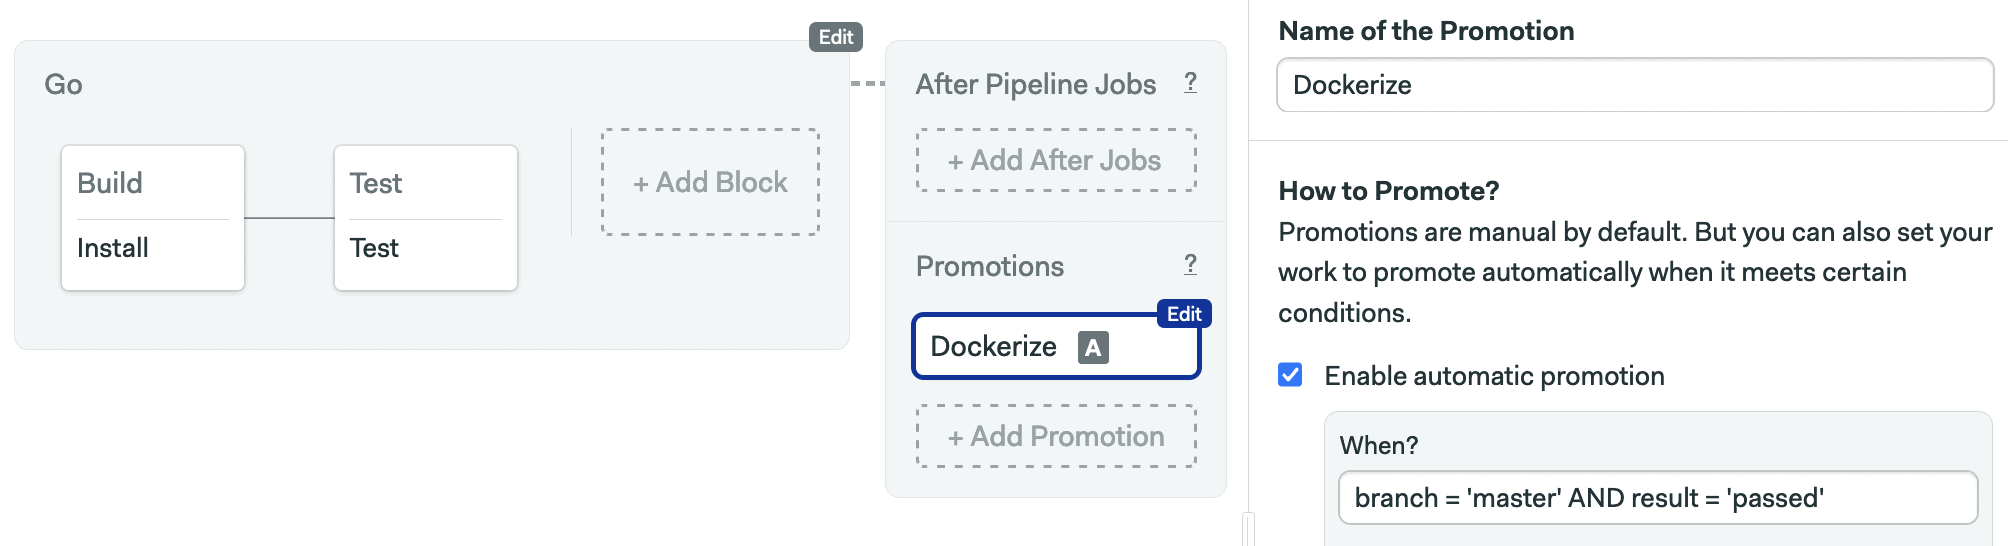 Edit
Go
Build
Install
Test
Test
+ Add Block
After Pipeline Jobs ?
+ Add After Jobs
Promotions ?
Edit
Dockerize A
+ Add Promotion
Name of the Promotion
Dockerize
How to Promote?
Promotions are manual by default. But you can also set your
work to promote automatically when it meets certain
conditions.
Enable automatic promotion
When?
branch = 'master' AND result = 'passed'